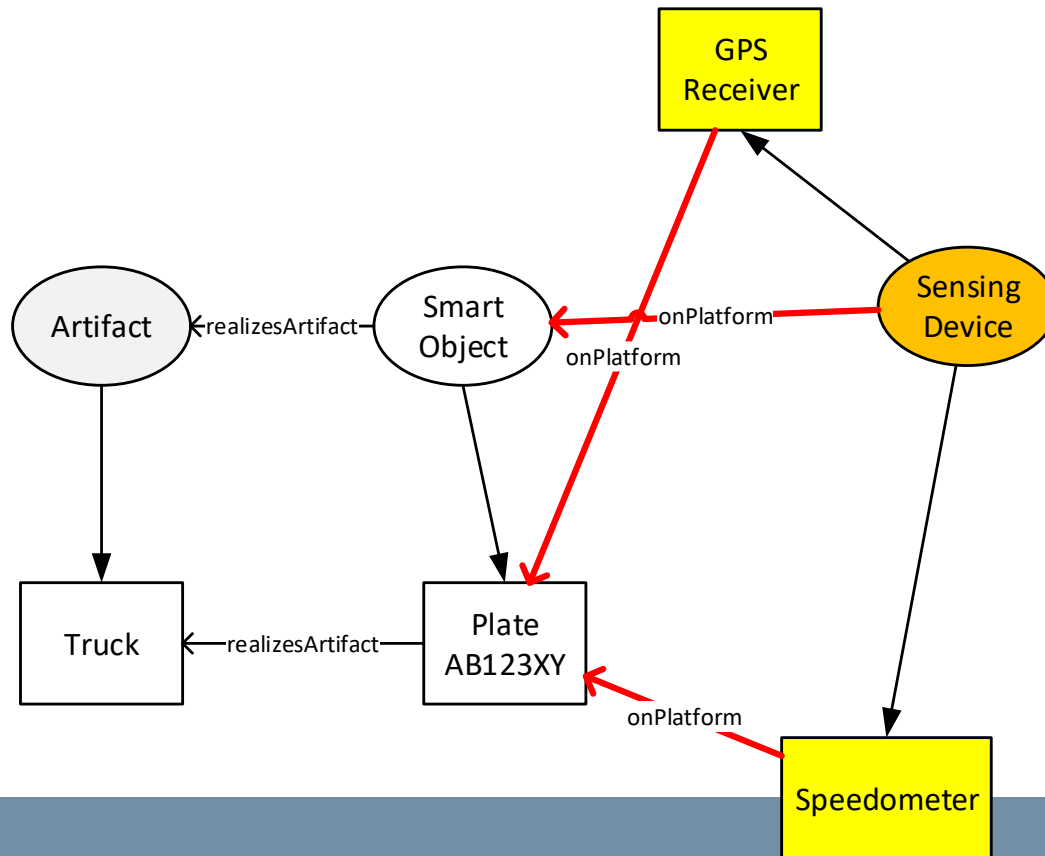 GPS
Receiver
Artifact
realizesArtifact
Smart
Object
onPlatform
Sensing
Device
onPlatform
Truck
realizesArtifact
Plate
AB123XY
onPlatform
Speedometer